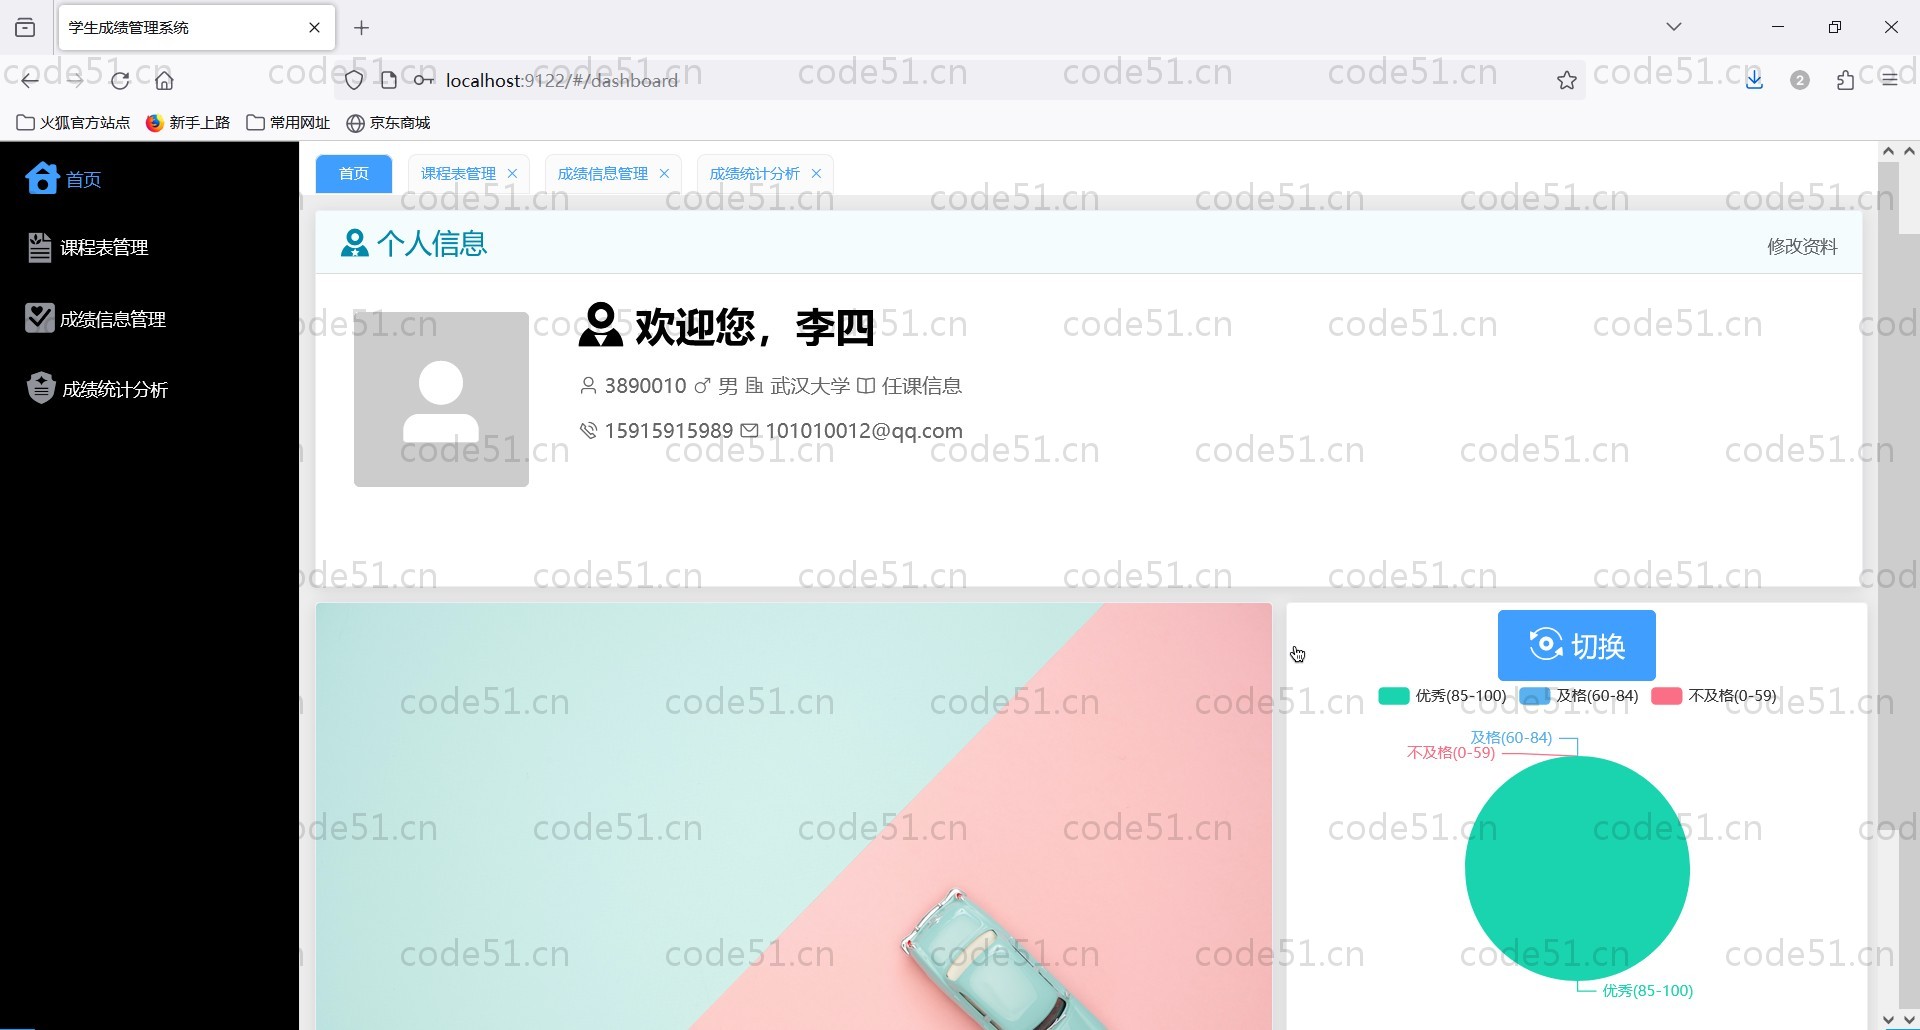 学生成绩管理系统
localhost:9122/#/dashboard
2
火狐官方站点 新手上路 常用网址 京东商城
首页
课程表管理
成绩信息管理
成绩统计分析
首页 课程表管理 成绩信息管理 成绩统计分析
个人信息
修改资料
欢迎您，李四
3890010 男 武汉大学 任课信息
15915915989 101010012@qq.com
切换
优秀(85-100) 及格(60-84) 不及格(0-59)
及格(60-84)
不及格(0-59)
优秀(85-100)
code51.cn